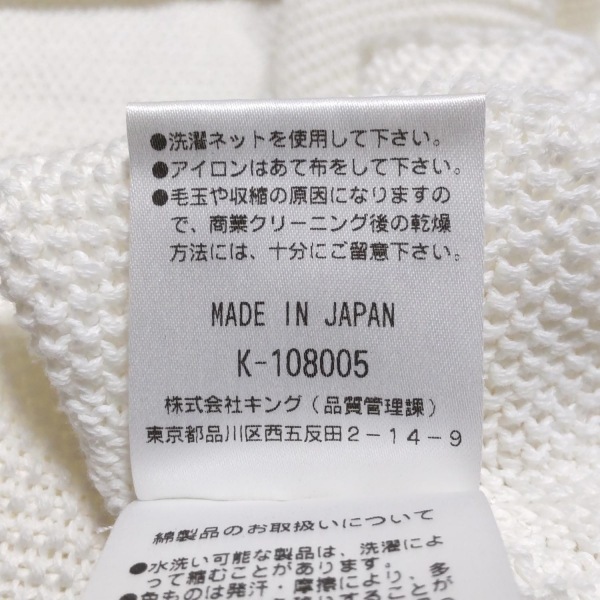 ●洗濯ネットを使用して下さい。
●アイロンはあて布をして下さい。
●毛玉や収縮の原因になりますの
で、商業クリーニング後の乾燥
方法には、十分にご留意下さい。
MADE IN JAPAN
K-108005
株式会社キング(品質管理課)
東京都品川区西五反田2-14-9
綿製品のお取扱いについて
●水洗い可能な製品は、洗濯によ
って縮むことがあります。
●色ものは発汗・摩擦により、多